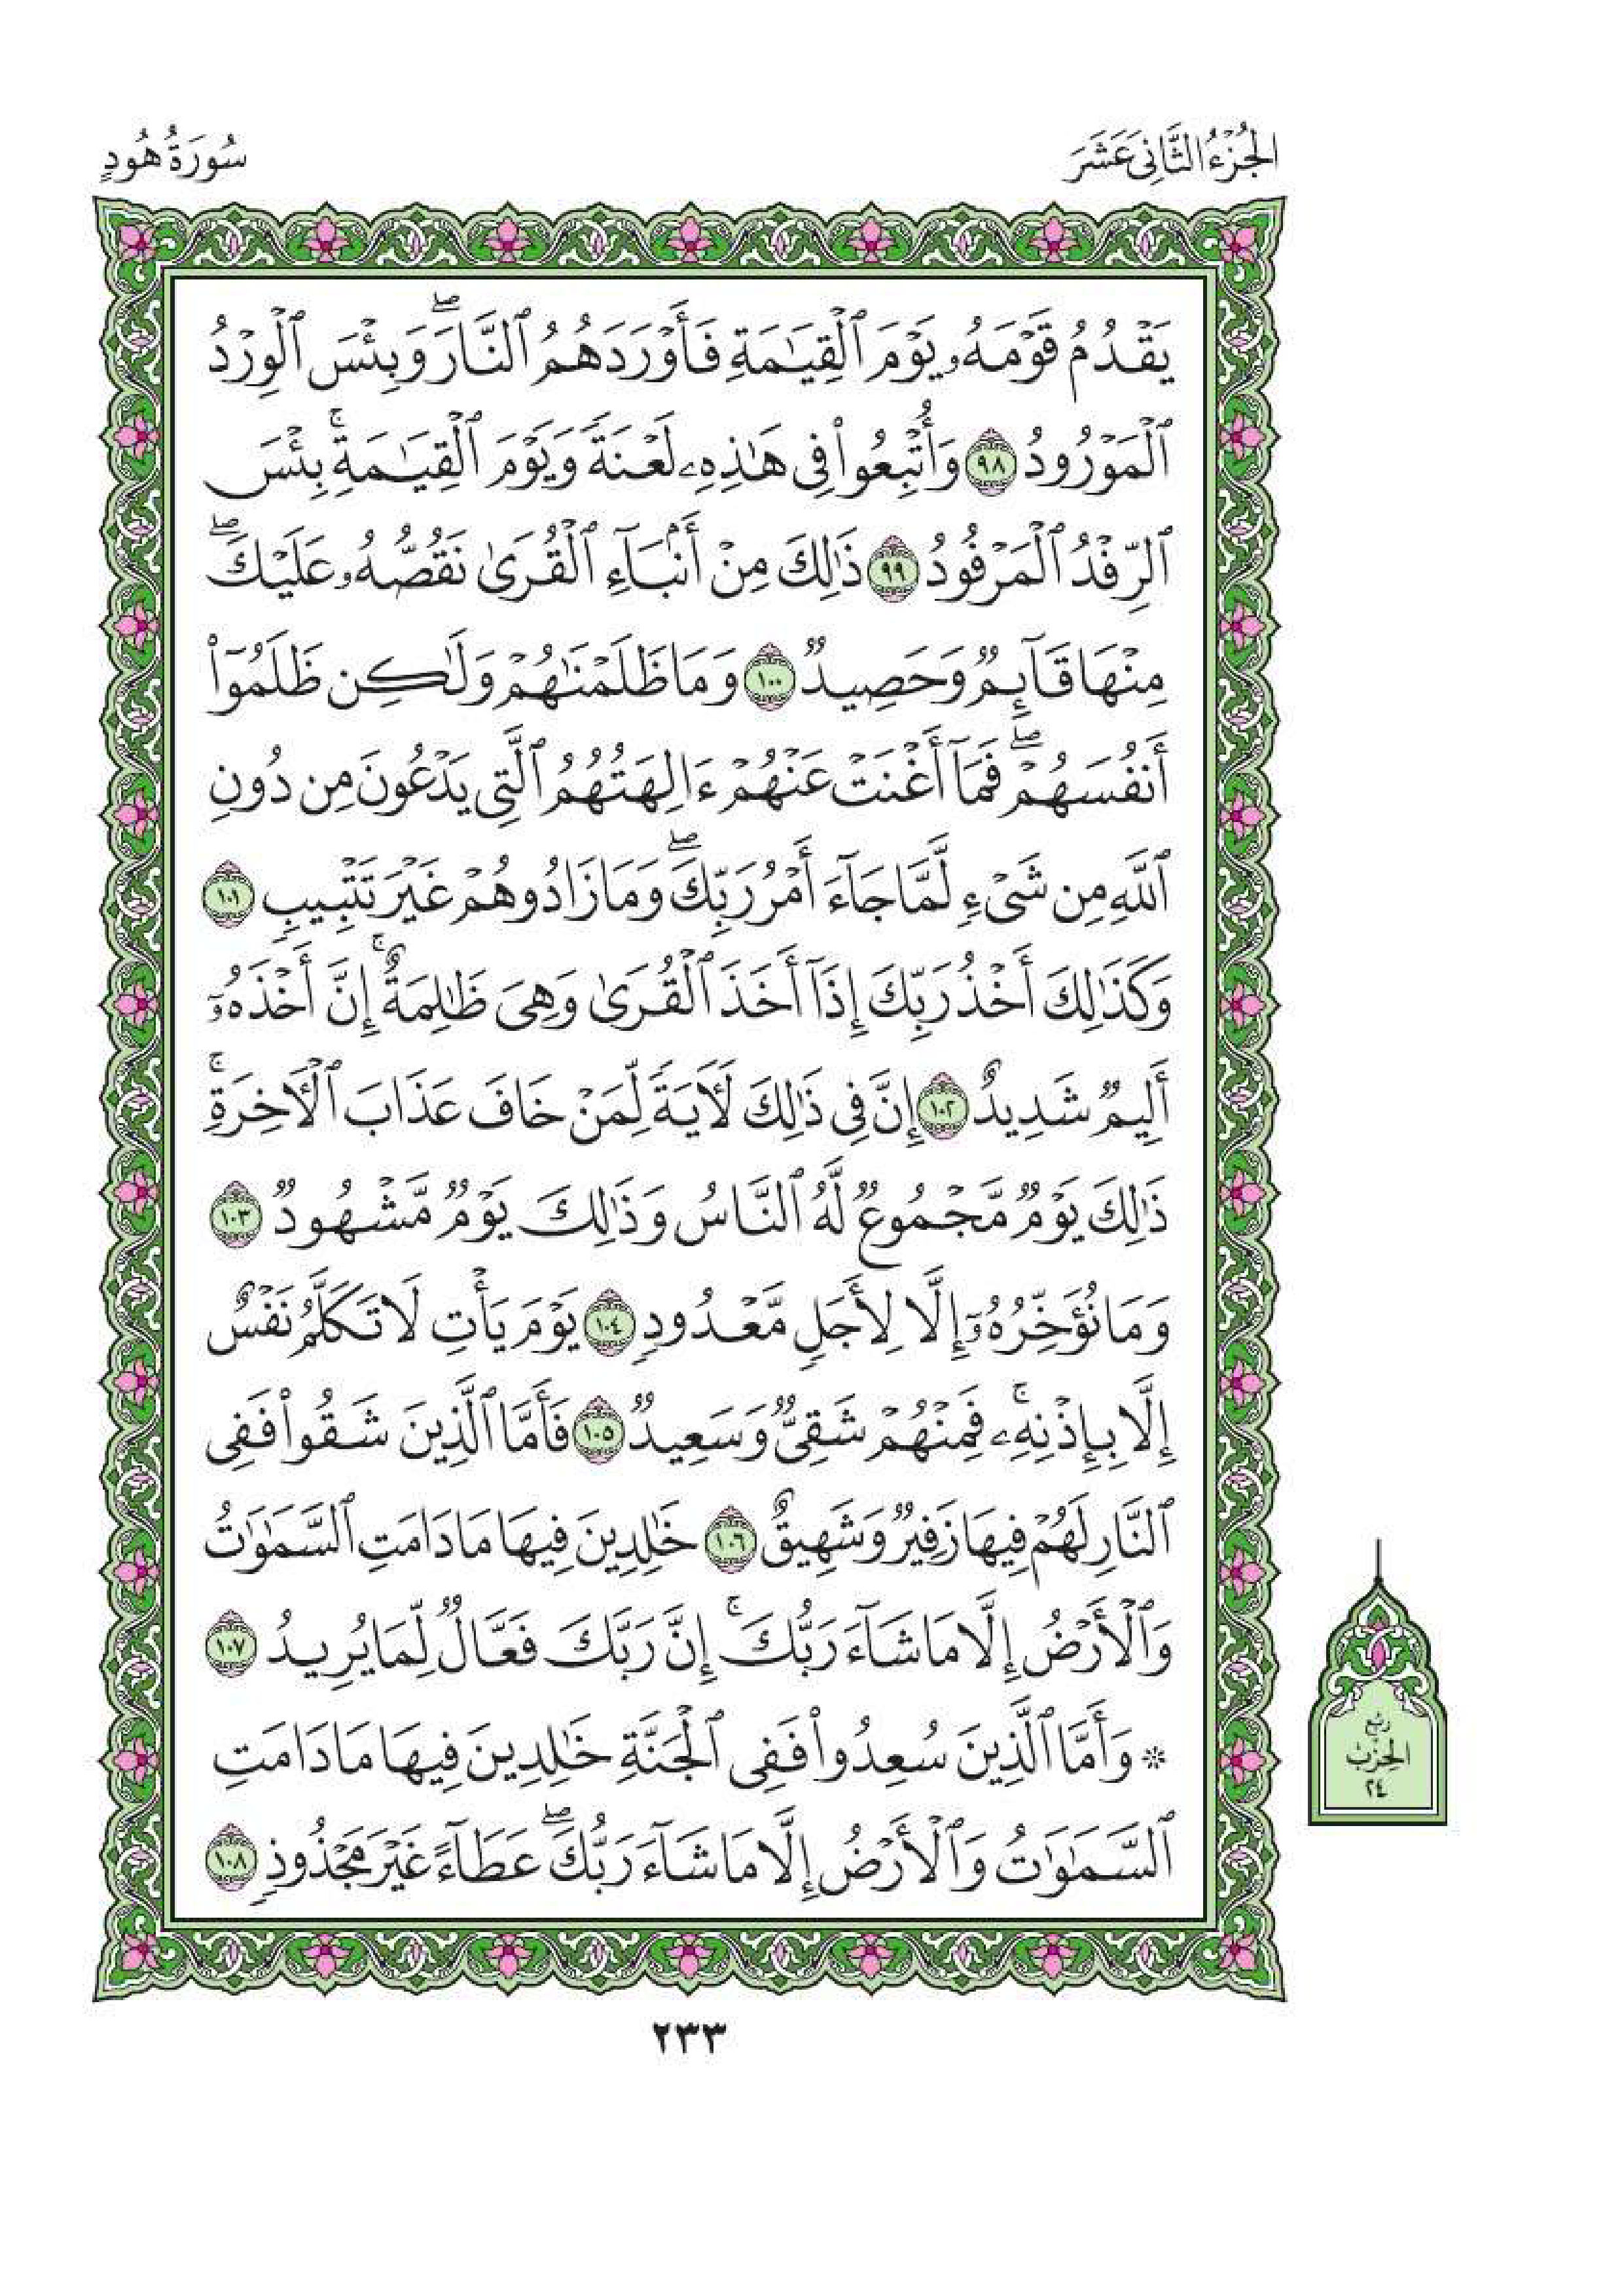 الجُزْءُ الثَّانِيَ عَشَرَ
سُورَةُ هُودٍ
يَقۡدُمُ قَوۡمَهُۥ يَوۡمَ ٱلۡقِيَٰمَةِ فَأَوۡرَدَهُمُ ٱلنَّارَۖ وَبِئۡسَ ٱلۡوِرۡدُ
ٱلۡمَوۡرُودُ ٩٨ وَأُتۡبِعُواْ فِي هَٰذِهِۦ لَعۡنَةٗ وَيَوۡمَ ٱلۡقِيَٰمَةِۚ بِئۡسَ
ٱلرِّفۡدُ ٱلۡمَرۡفُودُ ٩٩ ذَٰلِكَ مِنۡ أَنۢبَآءِ ٱلۡقُرَىٰ نَقُصُّهُۥ عَلَيۡكَۖ
مِنۡهَا قَآئِمٞ وَحَصِيدٞ ١٠٠ وَمَا ظَلَمۡنَٰهُمۡ وَلَٰكِن ظَلَمُوٓاْ
أَنفُسَهُمۡۖ فَمَآ أَغۡنَتۡ عَنۡهُمۡ ءَالِهَتُهُمُ ٱلَّتِي يَدۡعُونَ مِن دُونِ
ٱللَّهِ مِن شَيۡءٖ لَّمَّا جَآءَ أَمۡرُ رَبِّكَۖ وَمَا زَادُوهُمۡ غَيۡرَ تَتۡبِيبٖ ١٠١
وَكَذَٰلِكَ أَخۡذُ رَبِّكَ إِذَآ أَخَذَ ٱلۡقُرَىٰ وَهِيَ ظَٰلِمَةٌۚ إِنَّ أَخۡذَهُۥٓ
أَلِيمٞ شَدِيدٌ ١٠٢ إِنَّ فِي ذَٰلِكَ لَأٓيَةٗ لِّمَنۡ خَافَ عَذَابَ ٱلۡأٓخِرَةِۚ
ذَٰلِكَ يَوۡمٞ مَّجۡمُوعٞ لَّهُ ٱلنَّاسُ وَذَٰلِكَ يَوۡمٞ مَّشۡهُودٞ ١٠٣
وَمَا نُؤَخِّرُهُۥٓ إِلَّا لِأَجَلٖ مَّعۡدُودٖ ١٠٤ يَوۡمَ يَأۡتِ لَا تَكَلَّمُ نَفۡسٌ
إِلَّا بِإِذۡنِهِۦۚ فَمِنۡهُمۡ شَقِيّٞ وَسَعِيدٞ ١٠٥ فَأَمَّا ٱلَّذِينَ شَقُواْ فَفِي
ٱلنَّارِ لَهُمۡ فِيهَا زَفِيرٞ وَشَهِيقٌ ١٠٦ خَٰلِدِينَ فِيهَا مَا دَامَتِ ٱلسَّمَٰوَٰتُ
وَٱلۡأَرۡضُ إِلَّا مَا شَآءَ رَبُّكَۚ إِنَّ رَبَّكَ فَعَّالٞ لِّمَا يُرِيدُ ١٠٧
۞ وَأَمَّا ٱلَّذِينَ سُعِدُواْ فَفِي ٱلۡجَنَّةِ خَٰلِدِينَ فِيهَا مَا دَامَتِ
ٱلسَّمَٰوَٰتُ وَٱلۡأَرۡضُ إِلَّا مَا شَآءَ رَبُّكَۖ عَطَآءً غَيۡرَ مَجۡذُوذٖ ١٠٨
رُبْعُ
الحِزْبِ
٢٤
٢٣٣